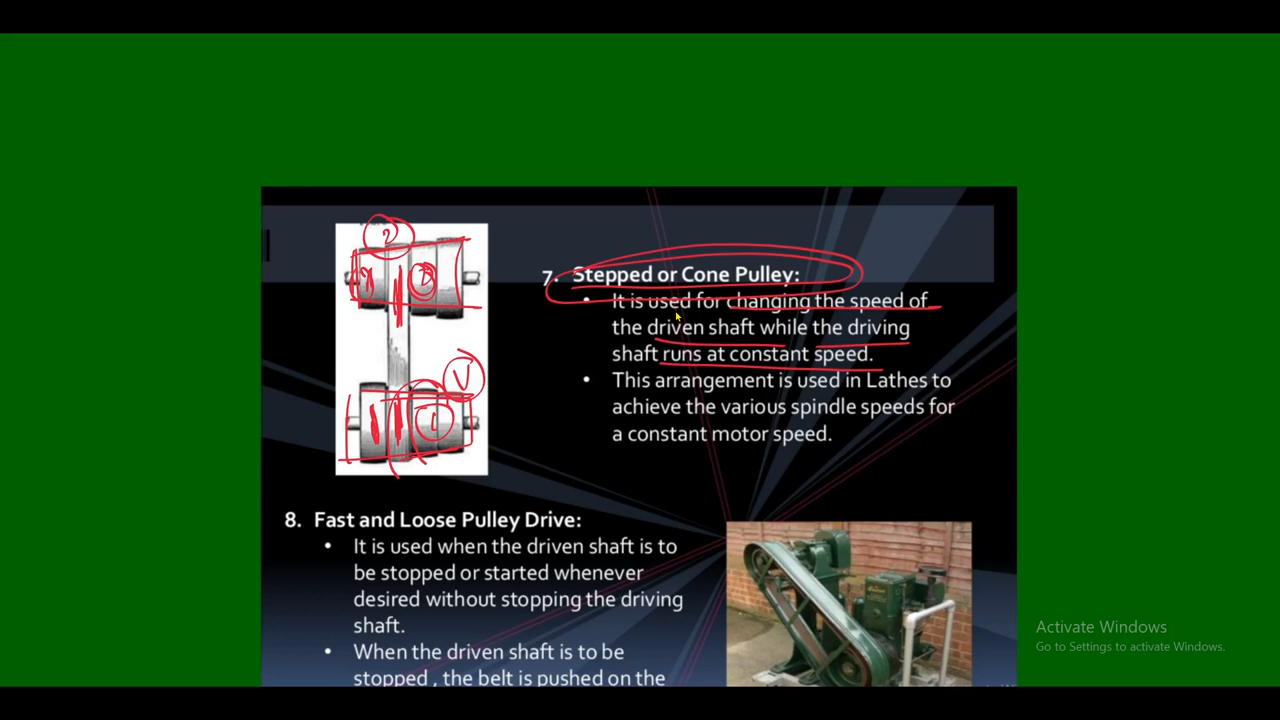 7. Stepped or Cone Pulley:
• It is used for changing the speed of
the driven shaft while the driving
shaft runs at constant speed.
• This arrangement is used in Lathes to
achieve the various spindle speeds for
a constant motor speed.
8. Fast and Loose Pulley Drive:
• It is used when the driven shaft is to
be stopped or started whenever
desired without stopping the driving
shaft.
• When the driven shaft is to be
stopped , the belt is pushed on the
Activate Windows
Go to Settings to activate Windows.